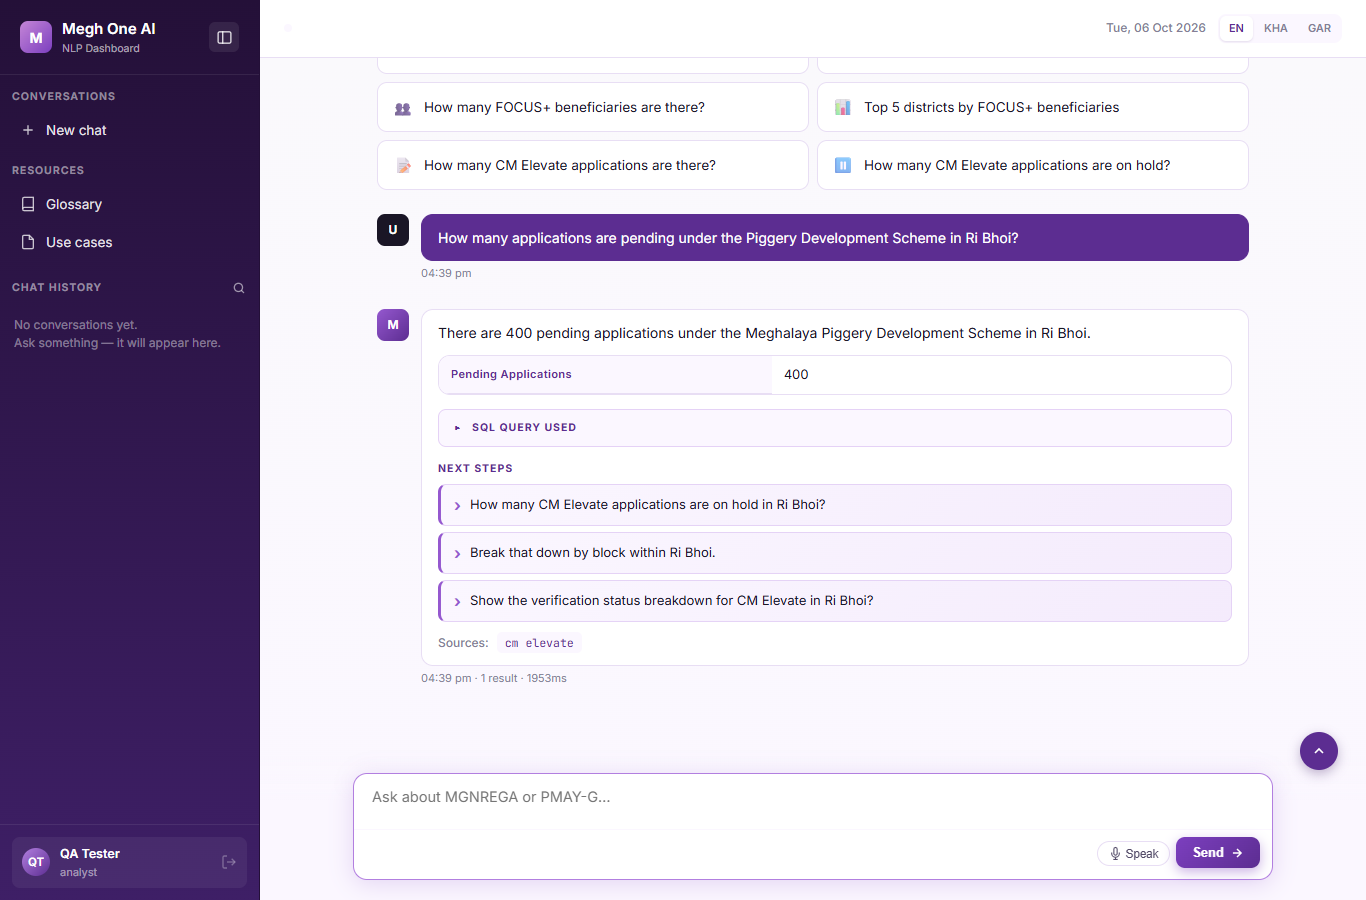 M
Megh One AI
NLP Dashboard
CONVERSATIONS
New chat
RESOURCES
Glossary
Use cases
CHAT HISTORY
No conversations yet.
Ask something — it will appear here.
QT
QA Tester
analyst
Tue, 06 Oct 2026
EN
KHA
GAR
How many FOCUS+ beneficiaries are there?
Top 5 districts by FOCUS+ beneficiaries
How many CM Elevate applications are there?
How many CM Elevate applications are on hold?
U
How many applications are pending under the Piggery Development Scheme in Ri Bhoi?
04:39 pm
M
There are 400 pending applications under the Meghalaya Piggery Development Scheme in Ri Bhoi.
Pending Applications 400
SQL QUERY USED
NEXT STEPS
How many CM Elevate applications are on hold in Ri Bhoi?
Break that down by block within Ri Bhoi.
Show the verification status breakdown for CM Elevate in Ri Bhoi?
Sources: cm elevate
04:39 pm · 1 result · 1953ms
Ask about MGNREGA or PMAY-G...
Speak
Send →